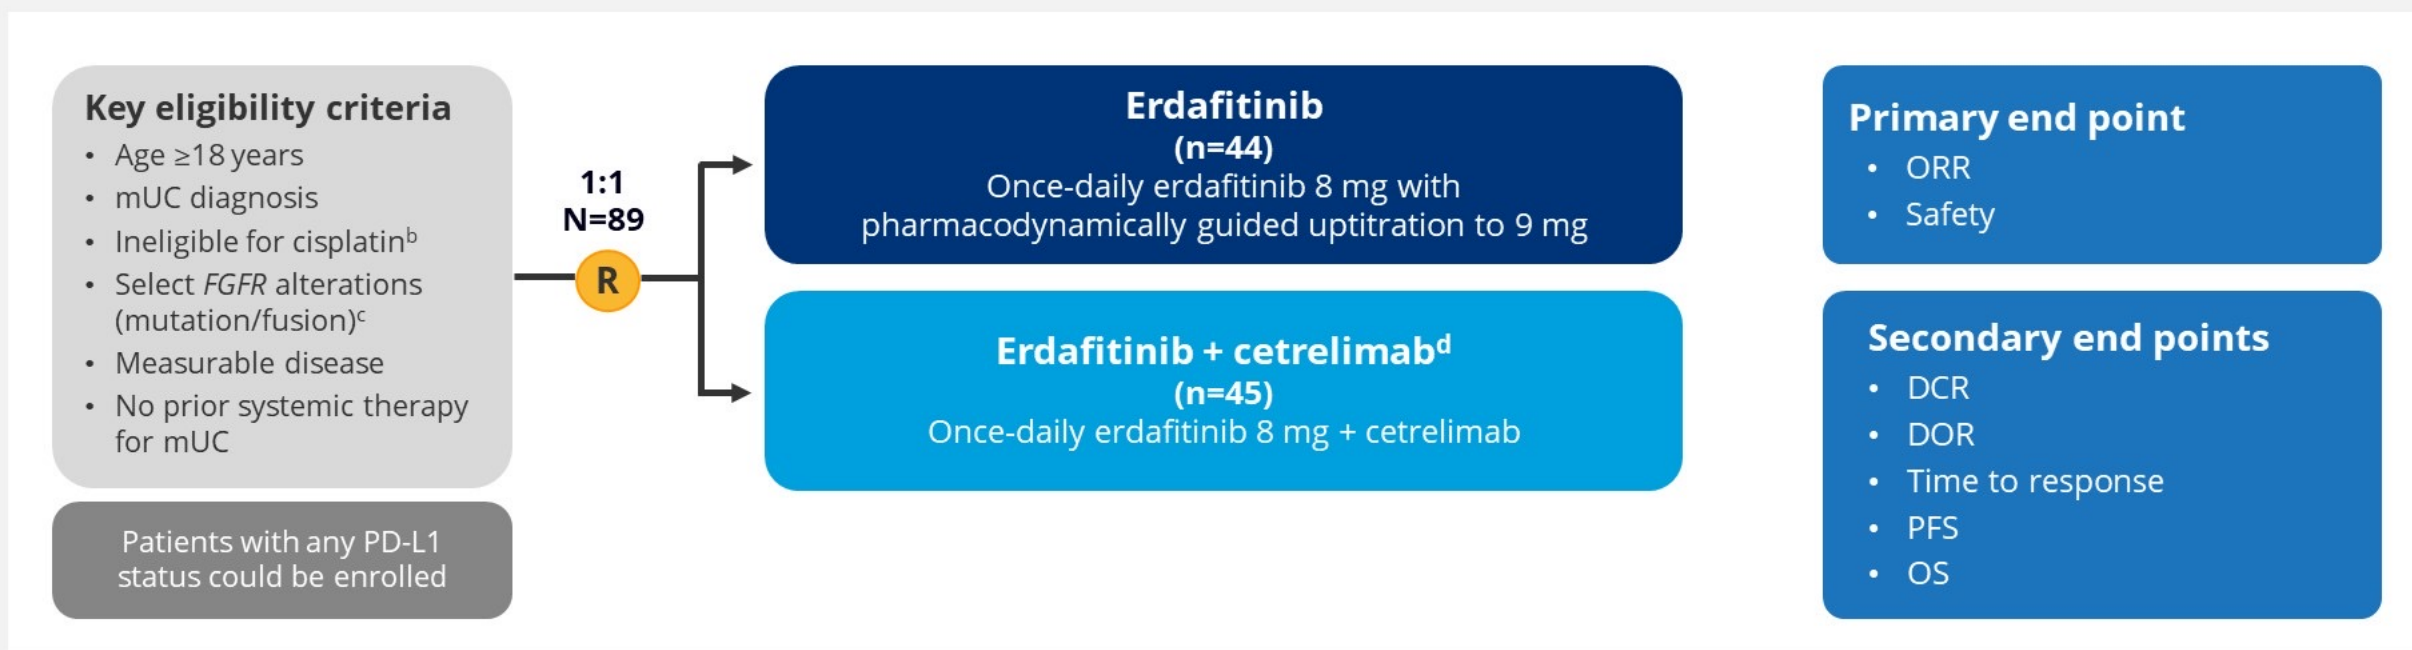 Key eligibility criteria
• Age ≥18 years
• mUC diagnosis
• Ineligible for cisplatinᵇ
• Select FGFR alterations
(mutation/fusion)ᶜ
• Measurable disease
• No prior systemic therapy
for mUC
Patients with any PD-L1
status could be enrolled
1:1
N=89
R
Erdafitinib
(n=44)
Once-daily erdafitinib 8 mg with
pharmacodynamically guided uptitration to 9 mg
Erdafitinib + cetrelimabᵈ
(n=45)
Once-daily erdafitinib 8 mg + cetrelimab
Primary end point
• ORR
• Safety
Secondary end points
• DCR
• DOR
• Time to response
• PFS
• OS